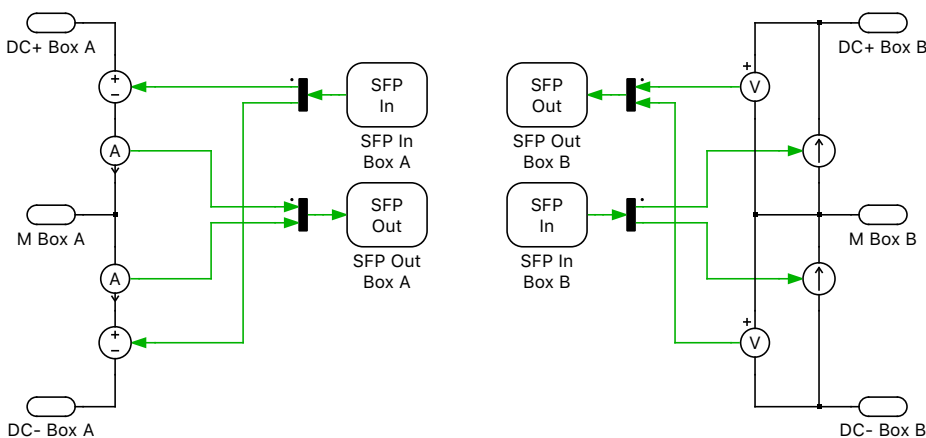 DC+ Box A
+
−
A
M Box A
A
+
−
DC- Box A
SFP
In
SFP In
Box A
SFP
Out
SFP Out
Box A
SFP
Out
SFP Out
Box B
SFP
In
SFP In
Box B
+
V
+
V
DC+ Box B
M Box B
DC- Box B